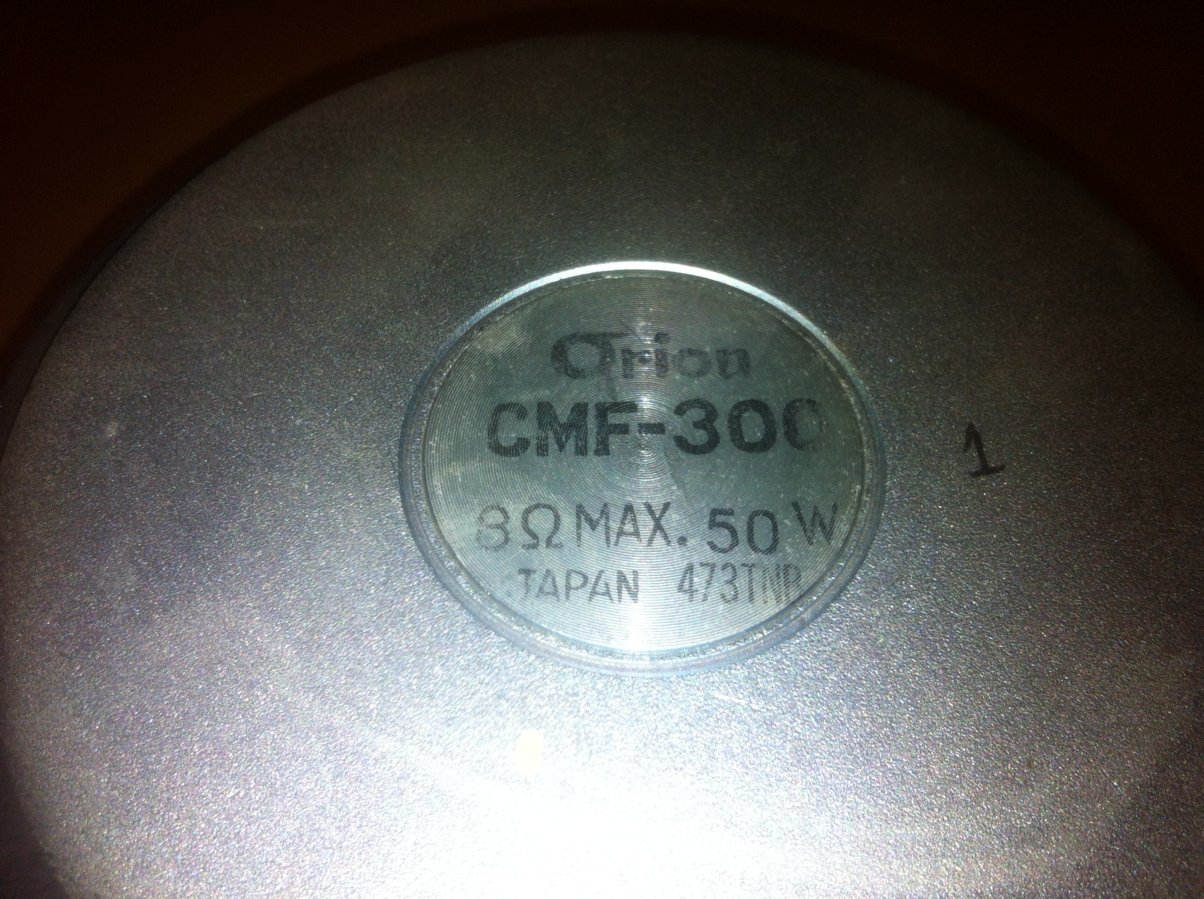 Orion
CMF-300
8Ω MAX. 50 W
JAPAN 473TNR
1